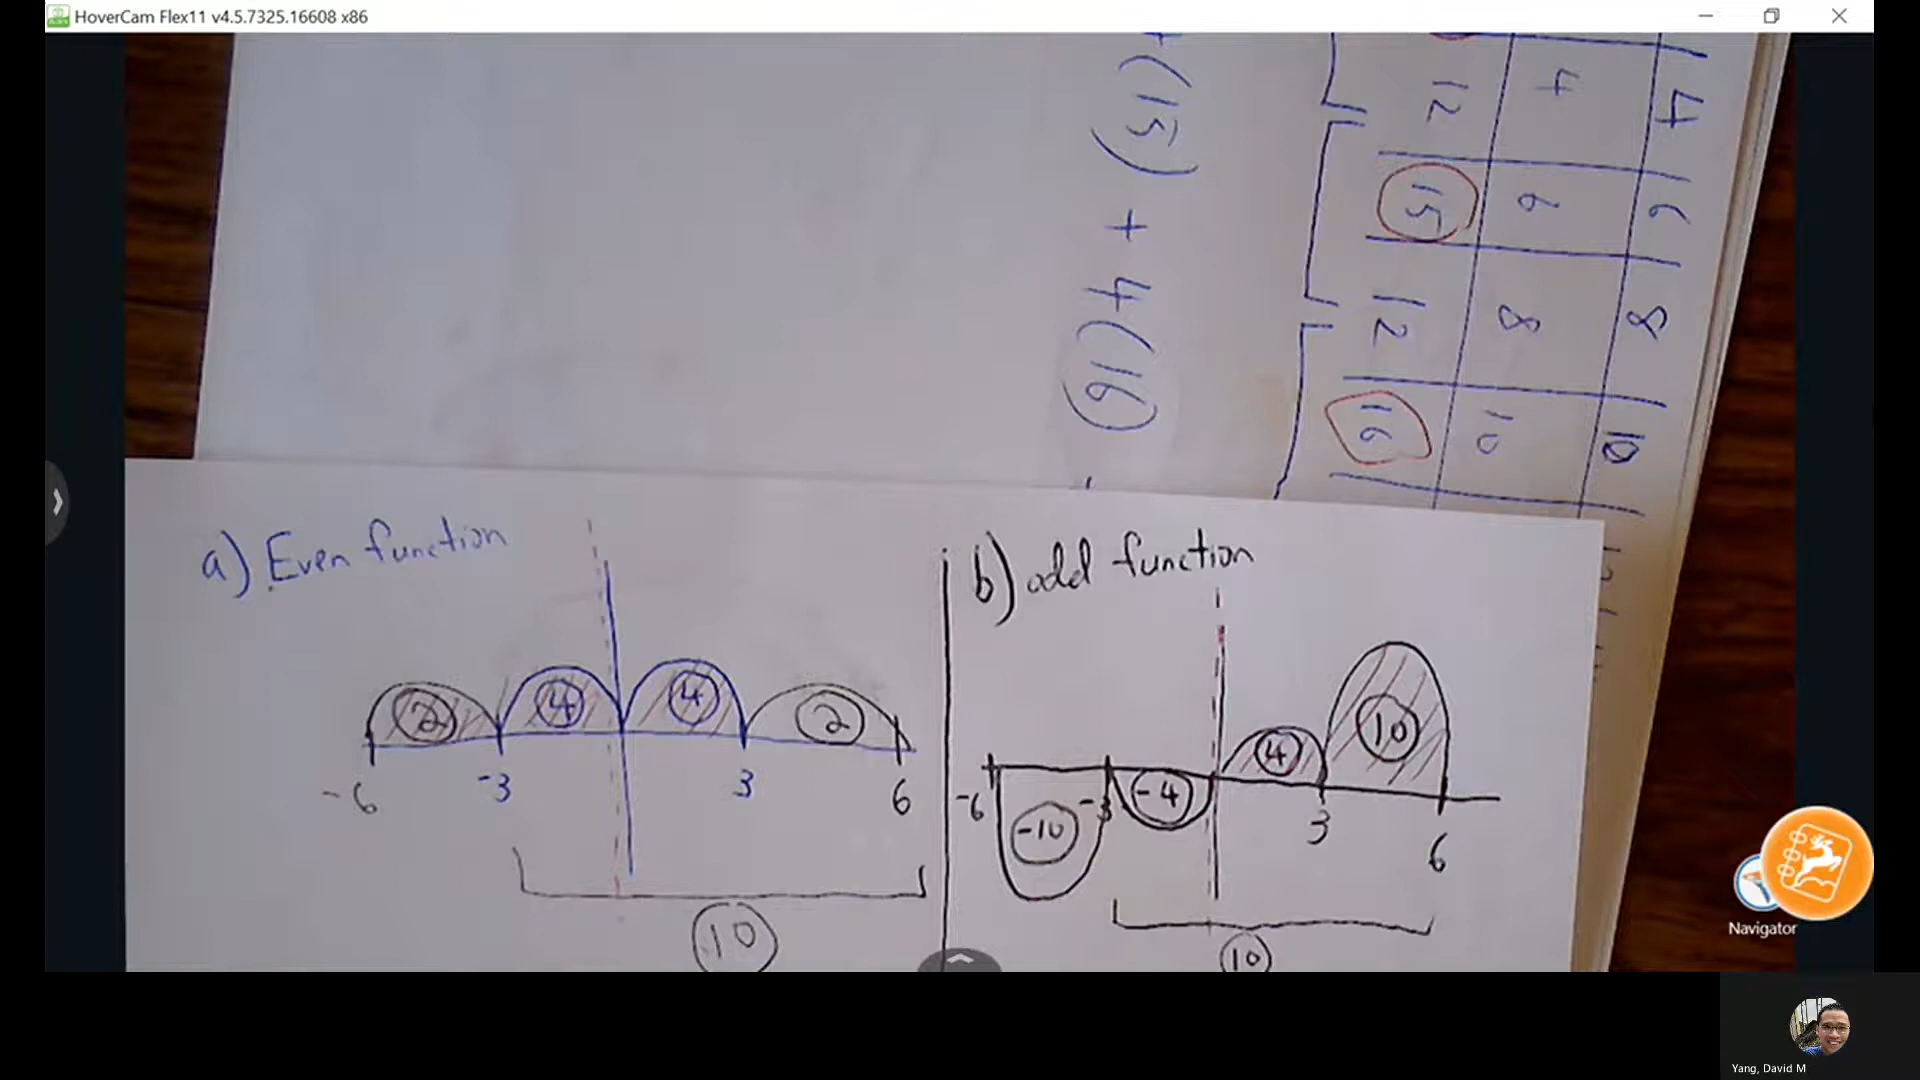 HoverCam Flex11 v4.5.7325.16608 x86
(15) + 4(16)
4 6 8 10
4 6 8 10
12 15 12 16
a) Even function
2 4 4 2
-6 -3 3 6
10
b) odd function
4 10
-10 -4
-6 -3 3 6
10
Navigator
Yang, David M